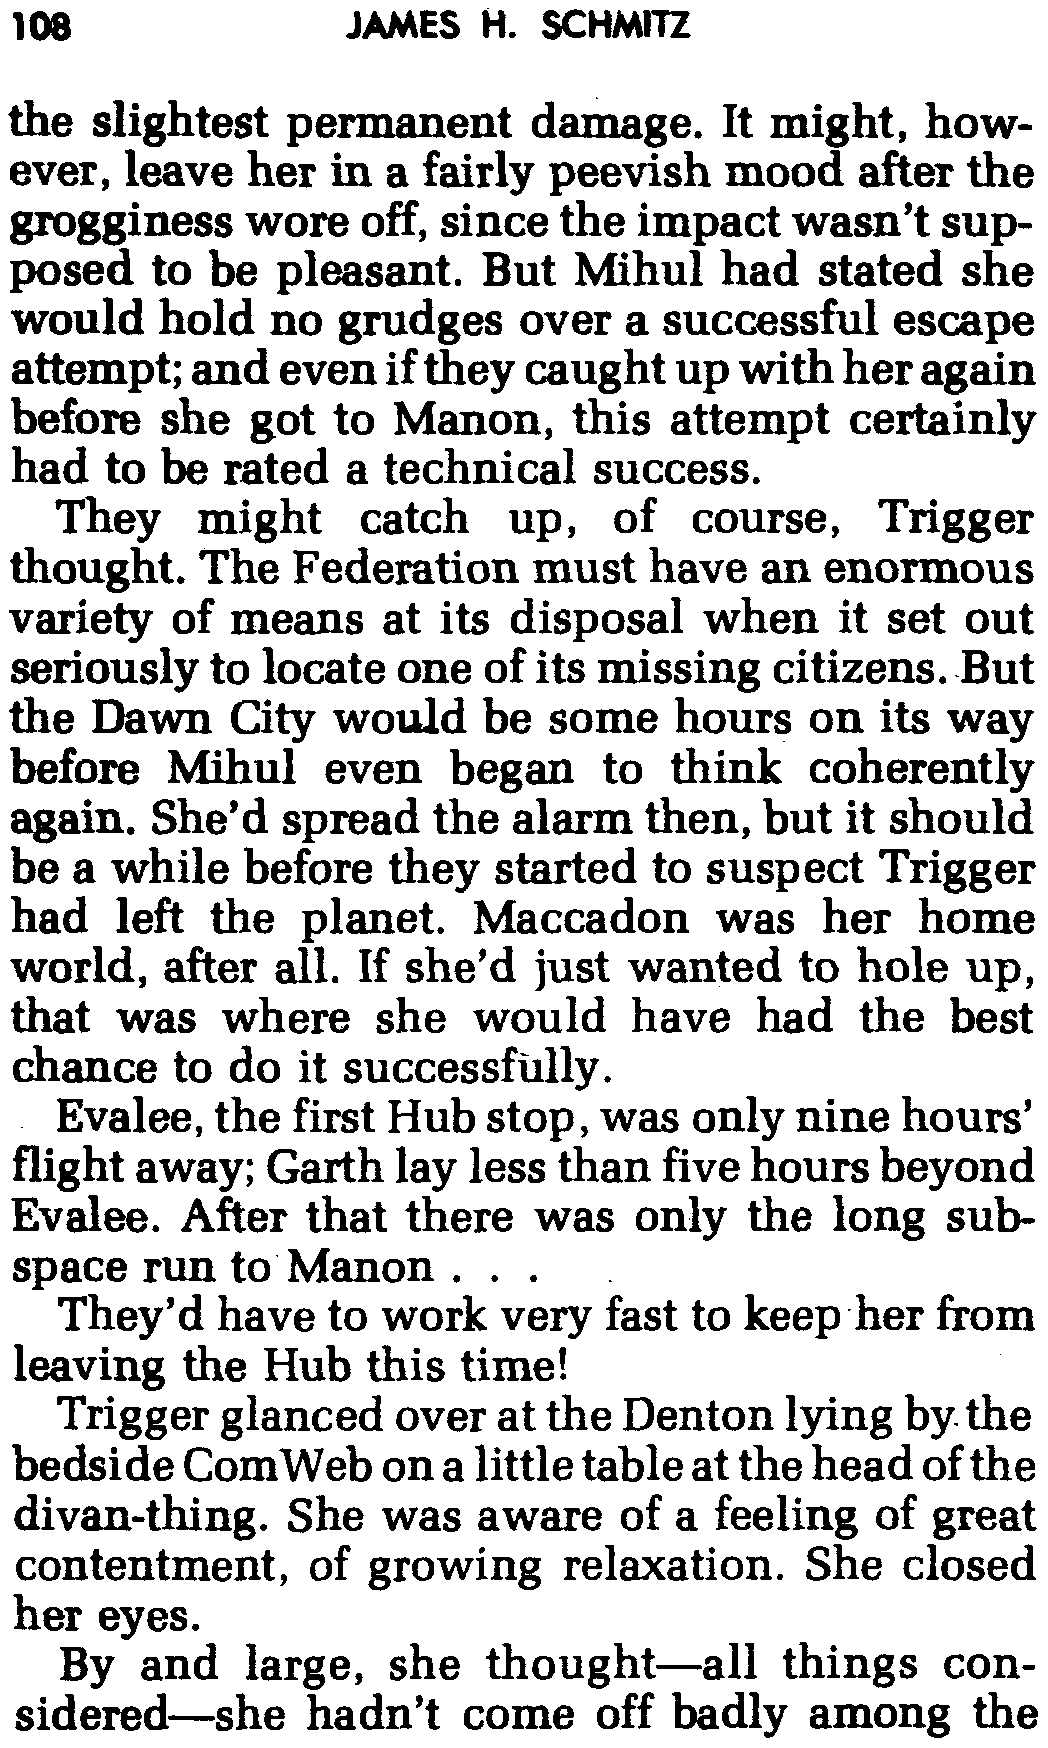 108 JAMES H. SCHMITZ
the slightest permanent damage. It might, how-
ever, leave her in a fairly peevish mood after the
grogginess wore off, since the impact wasn't sup-
posed to be pleasant. But Mihul had stated she
would hold no grudges over a successful escape
attempt; and even if they caught up with her again
before she got to Manon, this attempt certainly
had to be rated a technical success.
They might catch up, of course, Trigger
thought. The Federation must have an enormous
variety of means at its disposal when it set out
seriously to locate one of its missing citizens. But
the Dawn City would be some hours on its way
before Mihul even began to think coherently
again. She'd spread the alarm then, but it should
be a while before they started to suspect Trigger
had left the planet. Maccadon was her home
world, after all. If she'd just wanted to hole up,
that was where she would have had the best
chance to do it successfully.
Evalee, the first Hub stop, was only nine hours'
flight away; Garth lay less than five hours beyond
Evalee. After that there was only the long sub-
space run to Manon . . .
They'd have to work very fast to keep her from
leaving the Hub this time!
Trigger glanced over at the Denton lying by the
bedside ComWeb on a little table at the head of the
divan-thing. She was aware of a feeling of great
contentment, of growing relaxation. She closed
her eyes.
By and large, she thought—all things con-
sidered—she hadn't come off badly among the